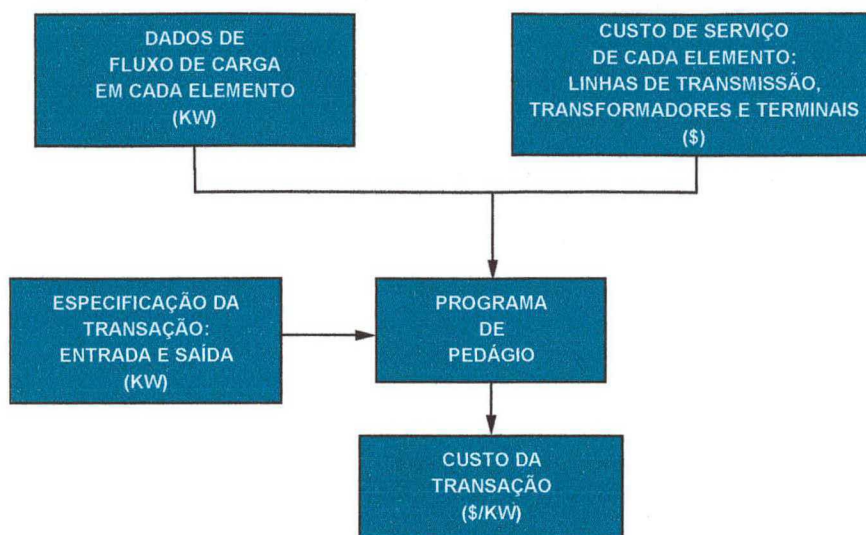 DADOS DE
FLUXO DE CARGA
EM CADA ELEMENTO
(KW)
CUSTO DE SERVIÇO
DE CADA ELEMENTO:
LINHAS DE TRANSMISSÃO,
TRANSFORMADORES E TERMINAIS
($)
ESPECIFICAÇÃO DA
TRANSAÇÃO:
ENTRADA E SAÍDA
(KW)
PROGRAMA
DE
PEDÁGIO
CUSTO DA
TRANSAÇÃO
($/KW)